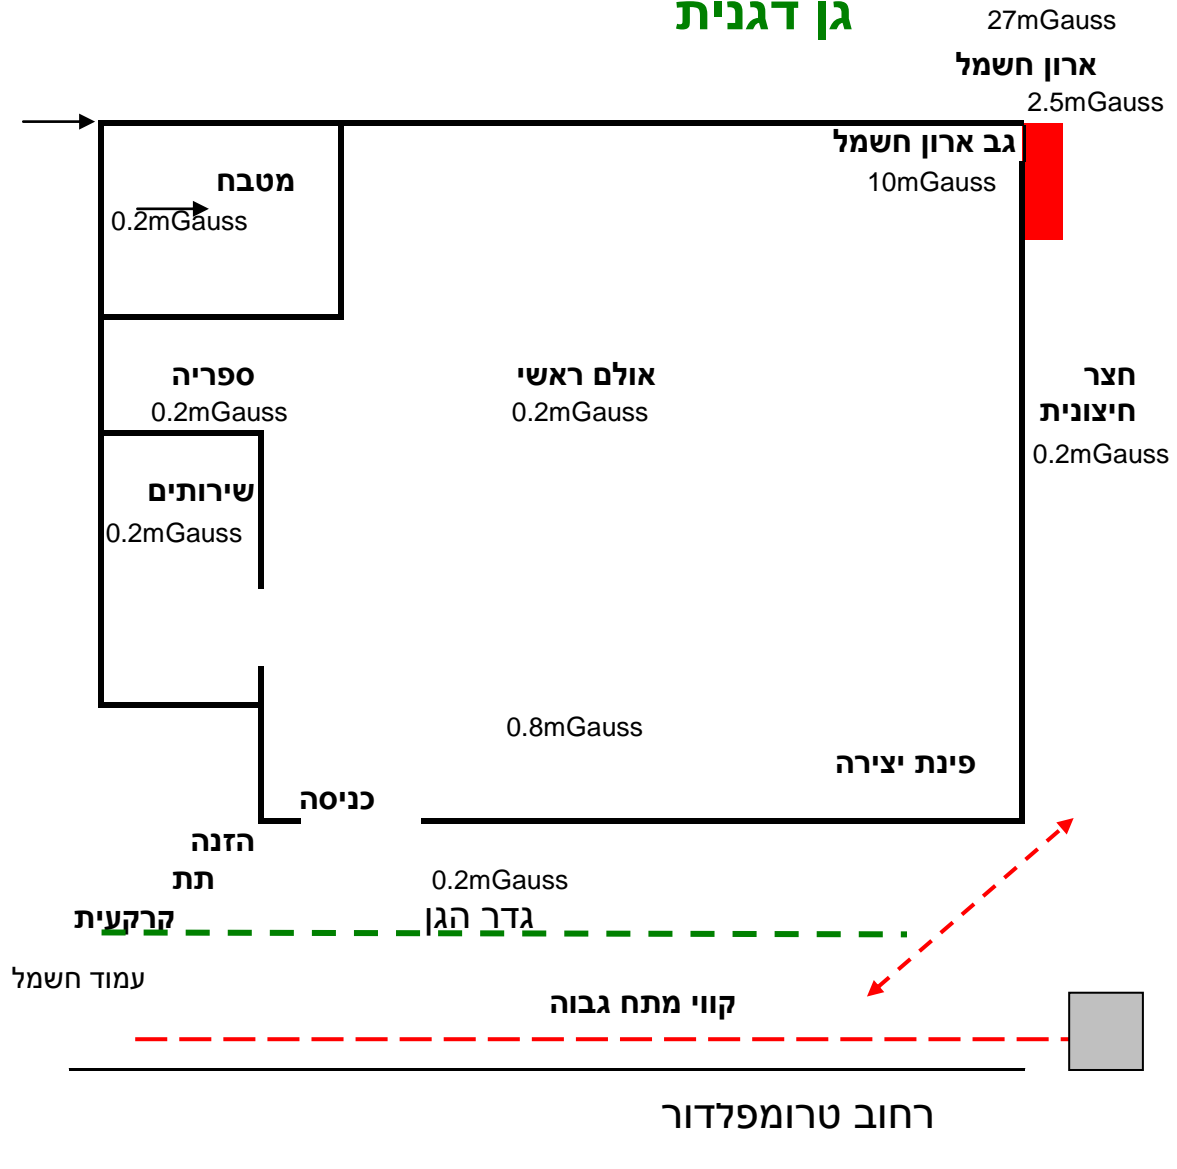 גן דגנית
27mGauss
ארון חשמל
2.5mGauss
גב ארון חשמל
10mGauss
מטבח
0.2mGauss
ספריה
0.2mGauss
אולם ראשי
0.2mGauss
חצר
חיצונית
0.2mGauss
שירותים
0.2mGauss
0.8mGauss
פינת יצירה
כניסה
הזנה
תת
קרקעית
0.2mGauss
גדר הגן
עמוד חשמל
קווי מתח גבוה
רחוב טרומפלדור